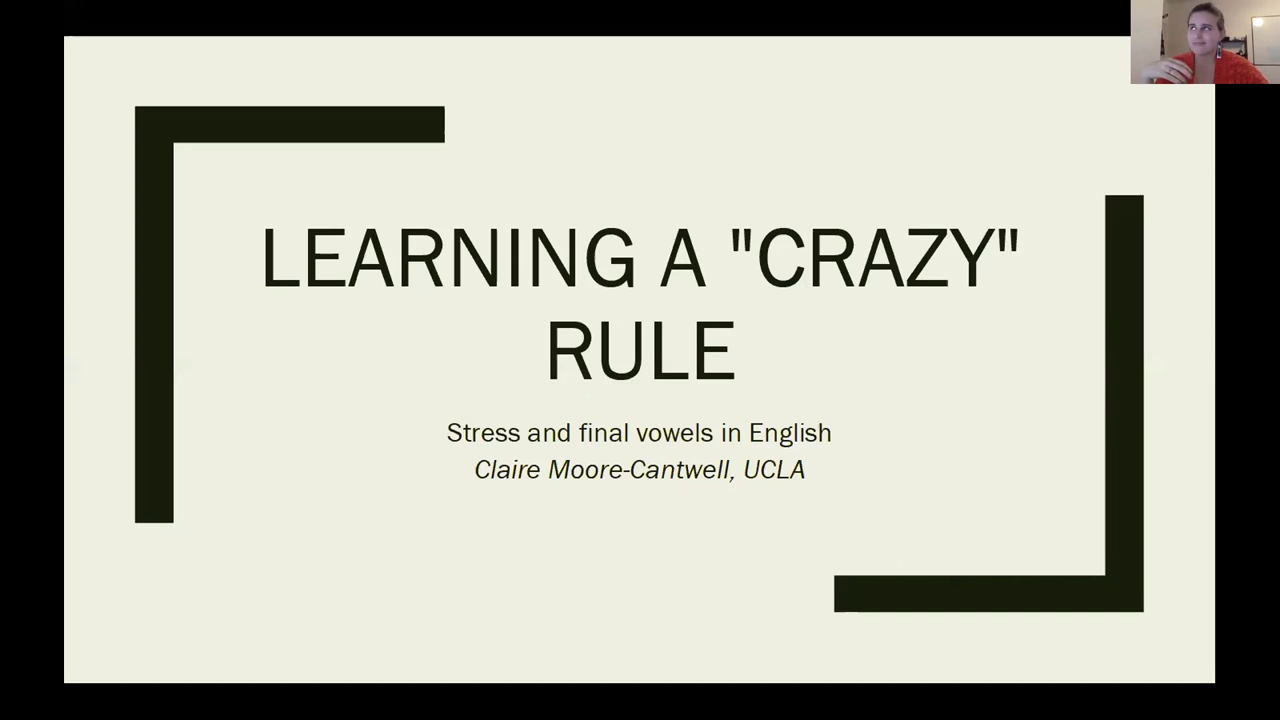 LEARNING A "CRAZY"
RULE
Stress and final vowels in English
Claire Moore-Cantwell, UCLA